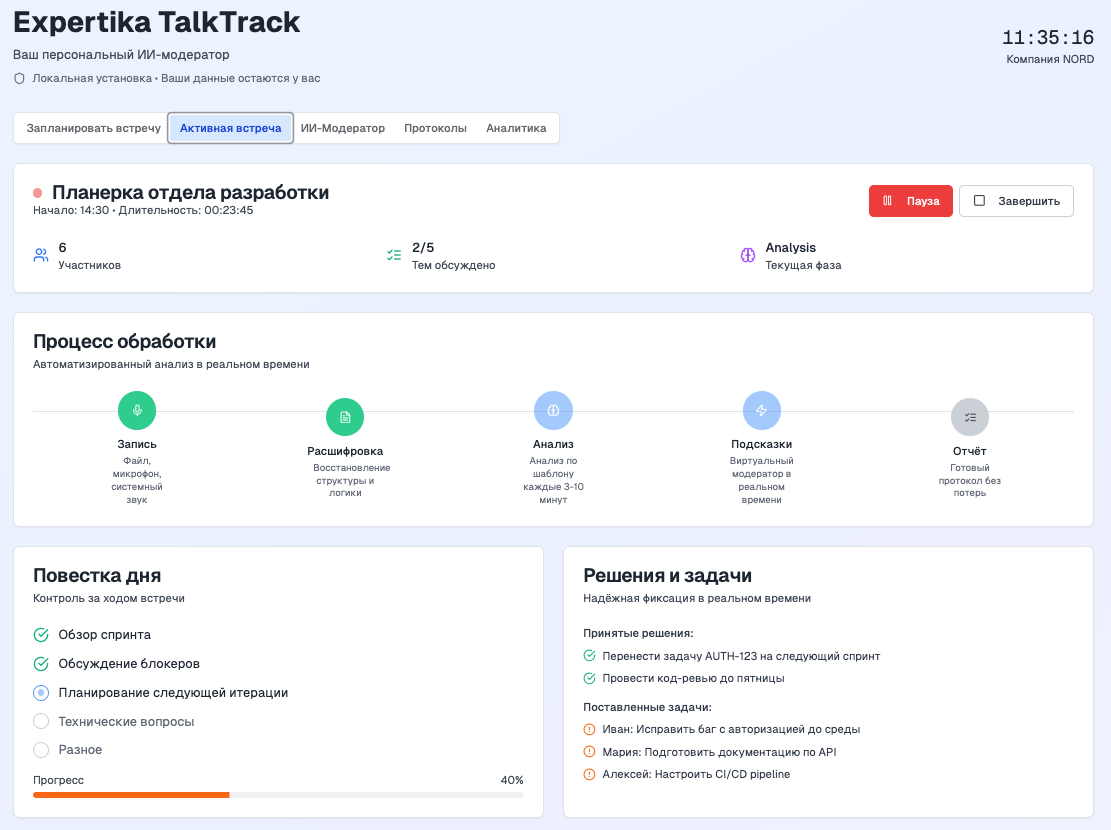 Expertika TalkTrack
Ваш персональный ИИ-модератор
Локальная установка • Ваши данные остаются у вас
11:35:16
Компания NORD
Запланировать встречу
Активная встреча
ИИ-Модератор
Протоколы
Аналитика
Планерка отдела разработки
Начало: 14:30 • Длительность: 00:23:45
Пауза
Завершить
6
Участников
2/5
Тем обсуждено
Analysis
Текущая фаза
Процесс обработки
Автоматизированный анализ в реальном времени
Запись
Файл,
микрофон,
системный
звук
Расшифровка
Восстановление
структуры и
логики
Анализ
Анализ по
шаблону
каждые 3-10
минут
Подсказки
Виртуальный
модератор в
реальном
времени
Отчёт
Готовый
протокол без
потерь
Повестка дня
Контроль за ходом встречи
Обзор спринта
Обсуждение блокеров
Планирование следующей итерации
Технические вопросы
Разное
Прогресс
40%
Решения и задачи
Надёжная фиксация в реальном времени
Принятые решения:
Перенести задачу AUTH-123 на следующий спринт
Провести код-ревью до пятницы
Поставленные задачи:
Иван: Исправить баг с авторизацией до среды
Мария: Подготовить документацию по API
Алексей: Настроить CI/CD pipeline